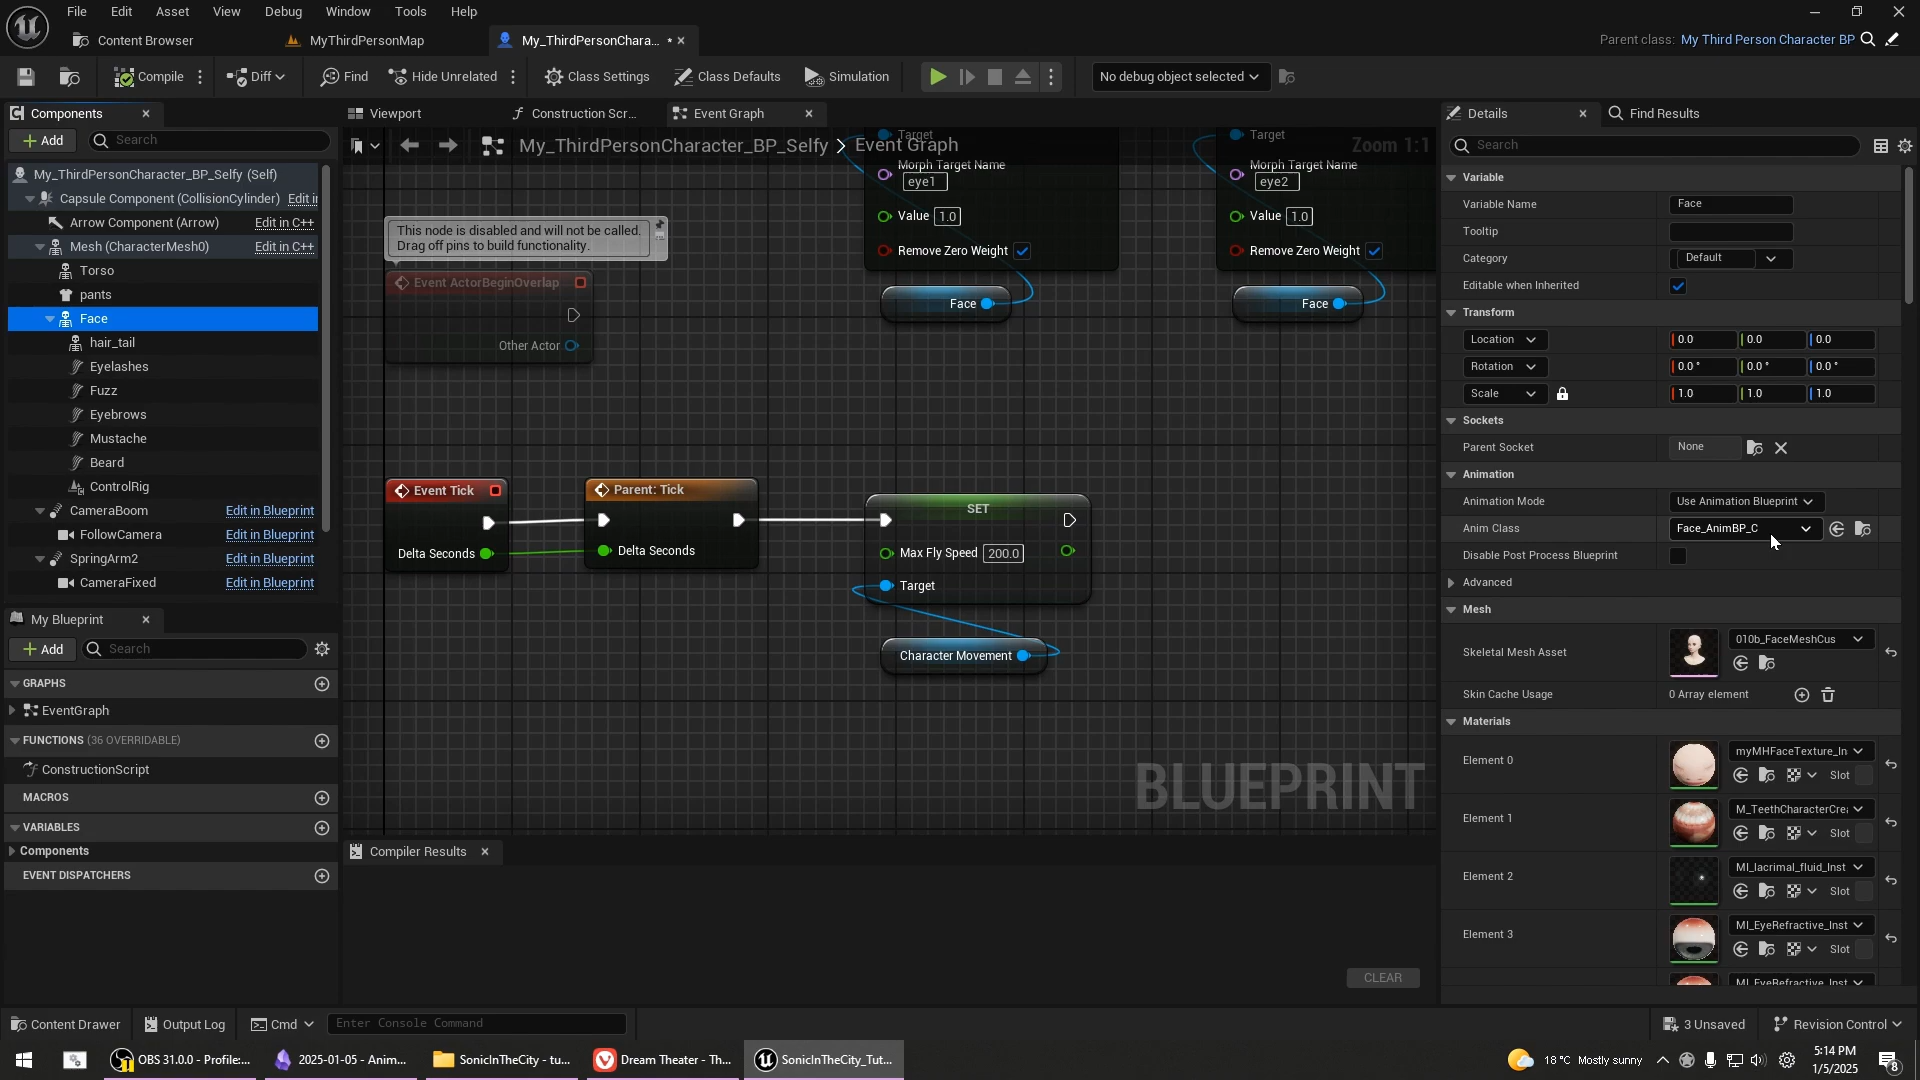 File Edit Asset View Debug Window Tools Help
Content Browser MyThirdPersonMap My_ThirdPersonChara... •
Parent class: My Third Person Character BP
Compile Diff Find Hide Unrelated Class Settings Class Defaults Simulation No debug object selected
Components
Add Search
My_ThirdPersonCharacter_BP_Selfy (Self)
Capsule Component (CollisionCylinder) Edit i
Arrow Component (Arrow) Edit in C++
Mesh (CharacterMesh0) Edit in C++
Torso
pants
Face
hair_tail
Eyelashes
Fuzz
Eyebrows
Mustache
Beard
ControlRig
CameraBoom Edit in Blueprint
FollowCamera Edit in Blueprint
SpringArm2 Edit in Blueprint
CameraFixed Edit in Blueprint
My Blueprint
Add Search
GRAPHS
EventGraph
FUNCTIONS (36 OVERRIDABLE)
ConstructionScript
MACROS
VARIABLES
Components
EVENT DISPATCHERS
Viewport Construction Scr... Event Graph
My_ThirdPersonCharacter_BP_Selfy > Event Graph Zoom 1:1
Target
Morph Target Name
eye1
Value 1.0
Remove Zero Weight
Face
Target
Morph Target Name
eye2
Value 1.0
Remove Zero Weight
Face
This node is disabled and will not be called.
Drag off pins to build functionality.
Event ActorBeginOverlap
Other Actor
Event Tick
Delta Seconds
Parent: Tick
Delta Seconds
SET
Max Fly Speed 200.0
Target
Character Movement
BLUEPRINT
Compiler Results
CLEAR
Details Find Results
Search
Variable
Variable Name Face
Tooltip
Category Default
Editable when Inherited
Transform
Location 0.0 0.0 0.0
Rotation 0.0 ° 0.0 ° 0.0 °
Scale 1.0 1.0 1.0
Sockets
Parent Socket None
Animation
Animation Mode Use Animation Blueprint
Anim Class Face_AnimBP_C
Disable Post Process Blueprint
Advanced
Mesh
Skeletal Mesh Asset 010b_FaceMeshCus
Skin Cache Usage 0 Array element
Materials
Element 0 myMHFaceTexture_In
Slot
Element 1 M_TeethCharacterCre
Slot
Element 2 MI_lacrimal_fluid_Inst
Slot
Element 3 MI_EyeRefractive_Inst
Slot
MI_EyeRefractive_Inst
Content Drawer Output Log Cmd Enter Console Command 3 Unsaved Revision Control
OBS 31.0.0 - Profile:... 2025-01-05 - Anim... SonicInTheCity - tu... Dream Theater - Th... SonicInTheCity_Tut...
18°C Mostly sunny
5:14 PM
1/5/2025
8